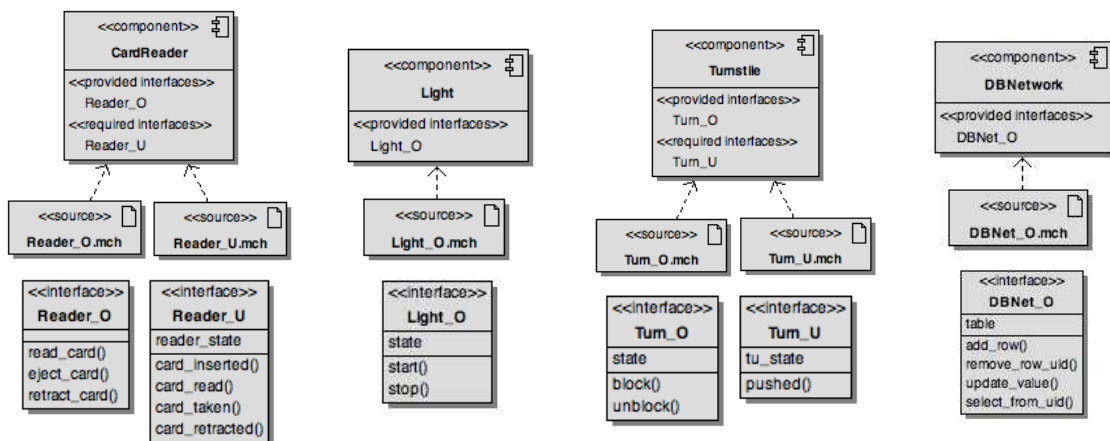 <<component>>
CardReader
<<provided interfaces>>
Reader_O
<<required interfaces>>
Reader_U
<<source>>
Reader_O.mch
<<source>>
Reader_U.mch
<<interface>>
Reader_O
read_card()
eject_card()
retract_card()
<<interface>>
Reader_U
reader_state
card_inserted()
card_read()
card_taken()
card_retracted()
<<component>>
Light
<<provided interfaces>>
Light_O
<<source>>
Light_O.mch
<<interface>>
Light_O
state
start()
stop()
<<component>>
Turnstile
<<provided interfaces>>
Turn_O
<<required interfaces>>
Turn_U
<<source>>
Turn_O.mch
<<source>>
Turn_U.mch
<<interface>>
Turn_O
state
block()
unblock()
<<interface>>
Turn_U
tu_state
pushed()
<<component>>
DBNetwork
<<provided interfaces>>
DBNet_O
<<source>>
DBNet_O.mch
<<interface>>
DBNet_O
table
add_row()
remove_row_uid()
update_value()
select_from_uid()